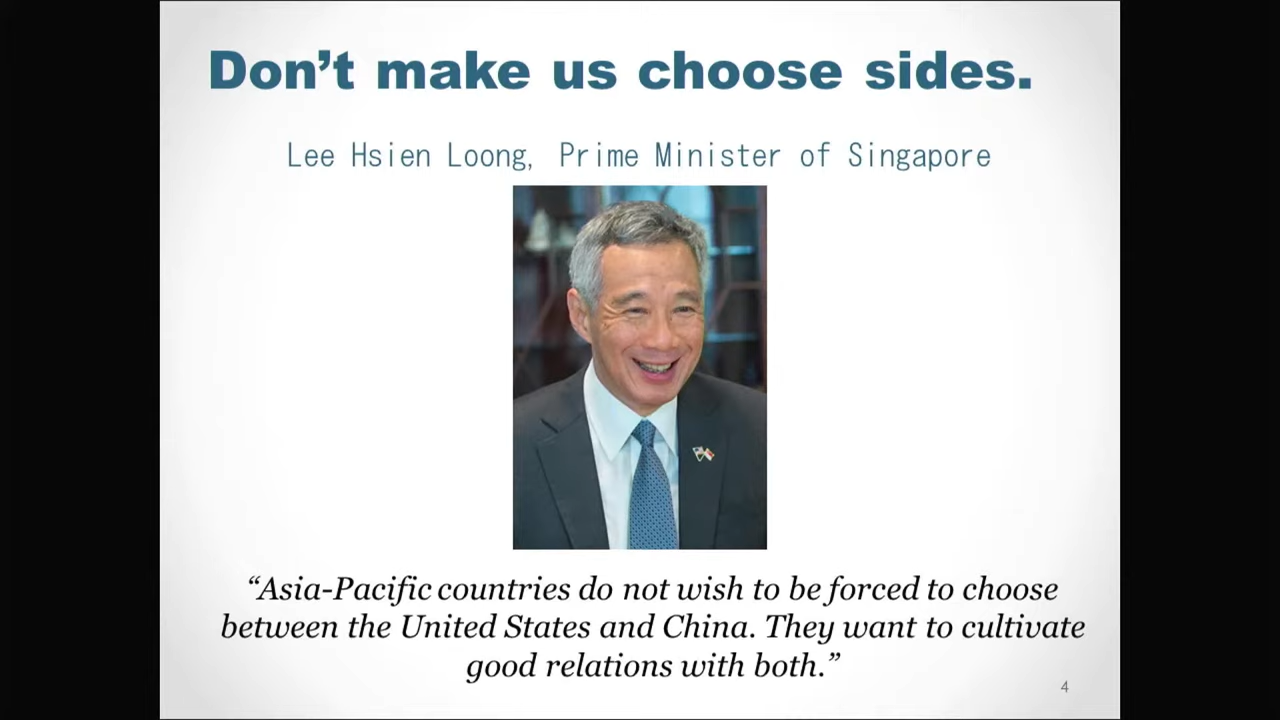 Don’t make us choose sides.
Lee Hsien Loong, Prime Minister of Singapore
“Asia-Pacific countries do not wish to be forced to choose
between the United States and China. They want to cultivate
good relations with both.”
4